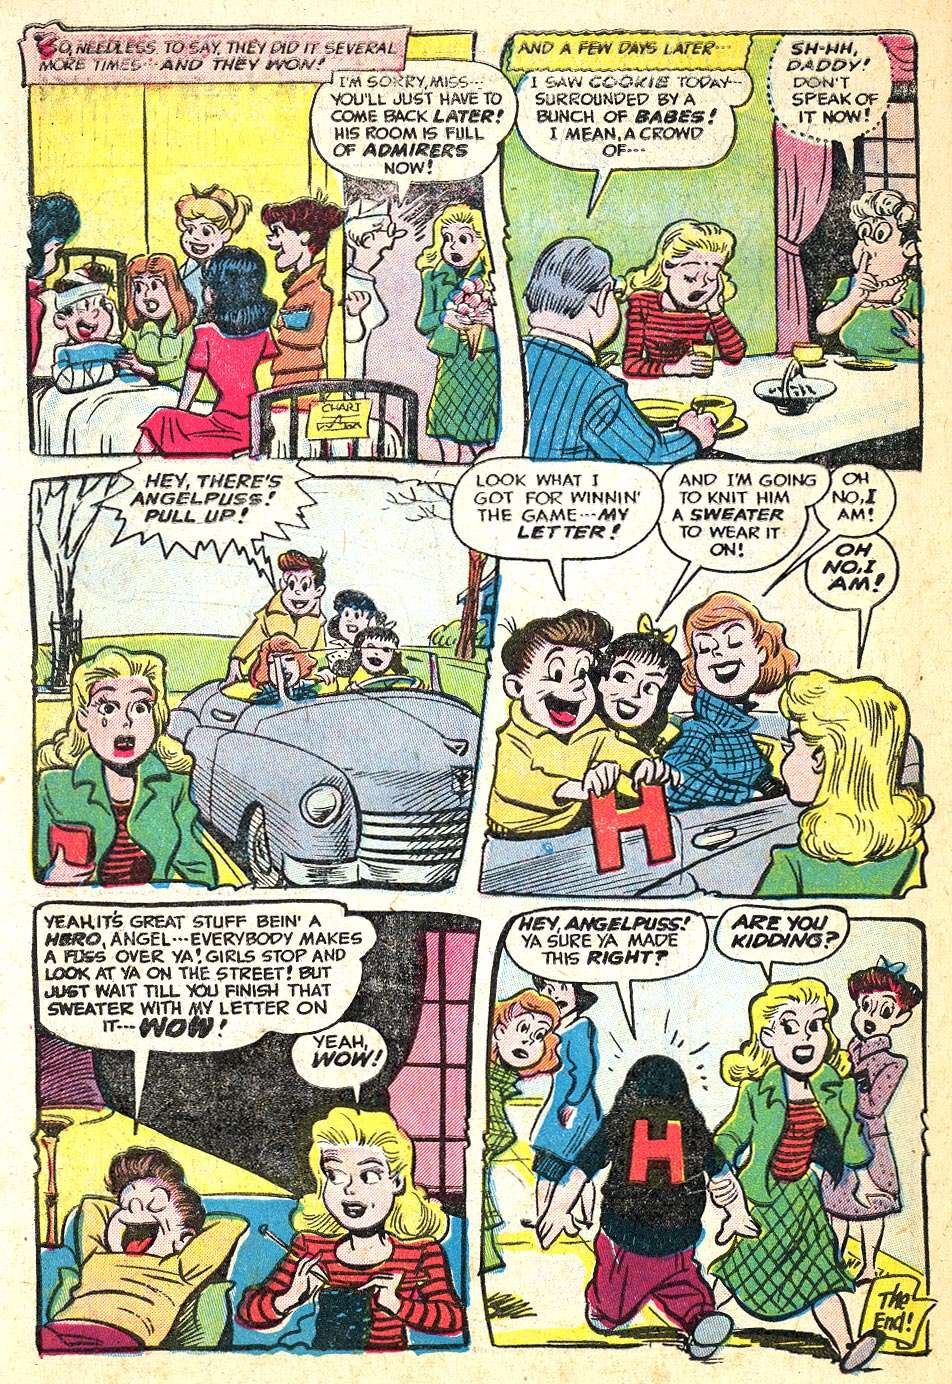 SO, NEEDLESS TO SAY, THEY DID IT SEVERAL
MORE TIMES--- AND THEY WON!
I'M SORRY, MISS---
YOU'LL JUST HAVE TO
COME BACK LATER!
HIS ROOM IS FULL
OF ADMIRERS
NOW!
CHART
AND A FEW DAYS LATER---
I SAW COOKIE TODAY---
SURROUNDED BY A
BUNCH OF BABES!
I MEAN, A CROWD
OF---
SH-HH,
DADDY!
DON'T
SPEAK OF
IT NOW!
HEY, THERE'S
ANGELPUSS!
PULL UP!
LOOK WHAT I
GOT FOR WINNIN'
THE GAME---MY
LETTER!
AND I'M GOING
TO KNIT HIM
A SWEATER
TO WEAR IT
ON!
OH
NO, I
AM!
OH
NO, I
AM!
H
YEAH, IT'S GREAT STUFF BEIN' A
HERO, ANGEL---EVERYBODY MAKES
A FUSS OVER YA! GIRLS STOP AND
LOOK AT YA ON THE STREET! BUT
JUST WAIT TILL YOU FINISH THAT
SWEATER WITH MY LETTER ON
IT--- WOW!
YEAH,
WOW!
HEY, ANGELPUSS!
YA SURE YA MADE
THIS RIGHT?
ARE YOU
KIDDING?
H
The
End!